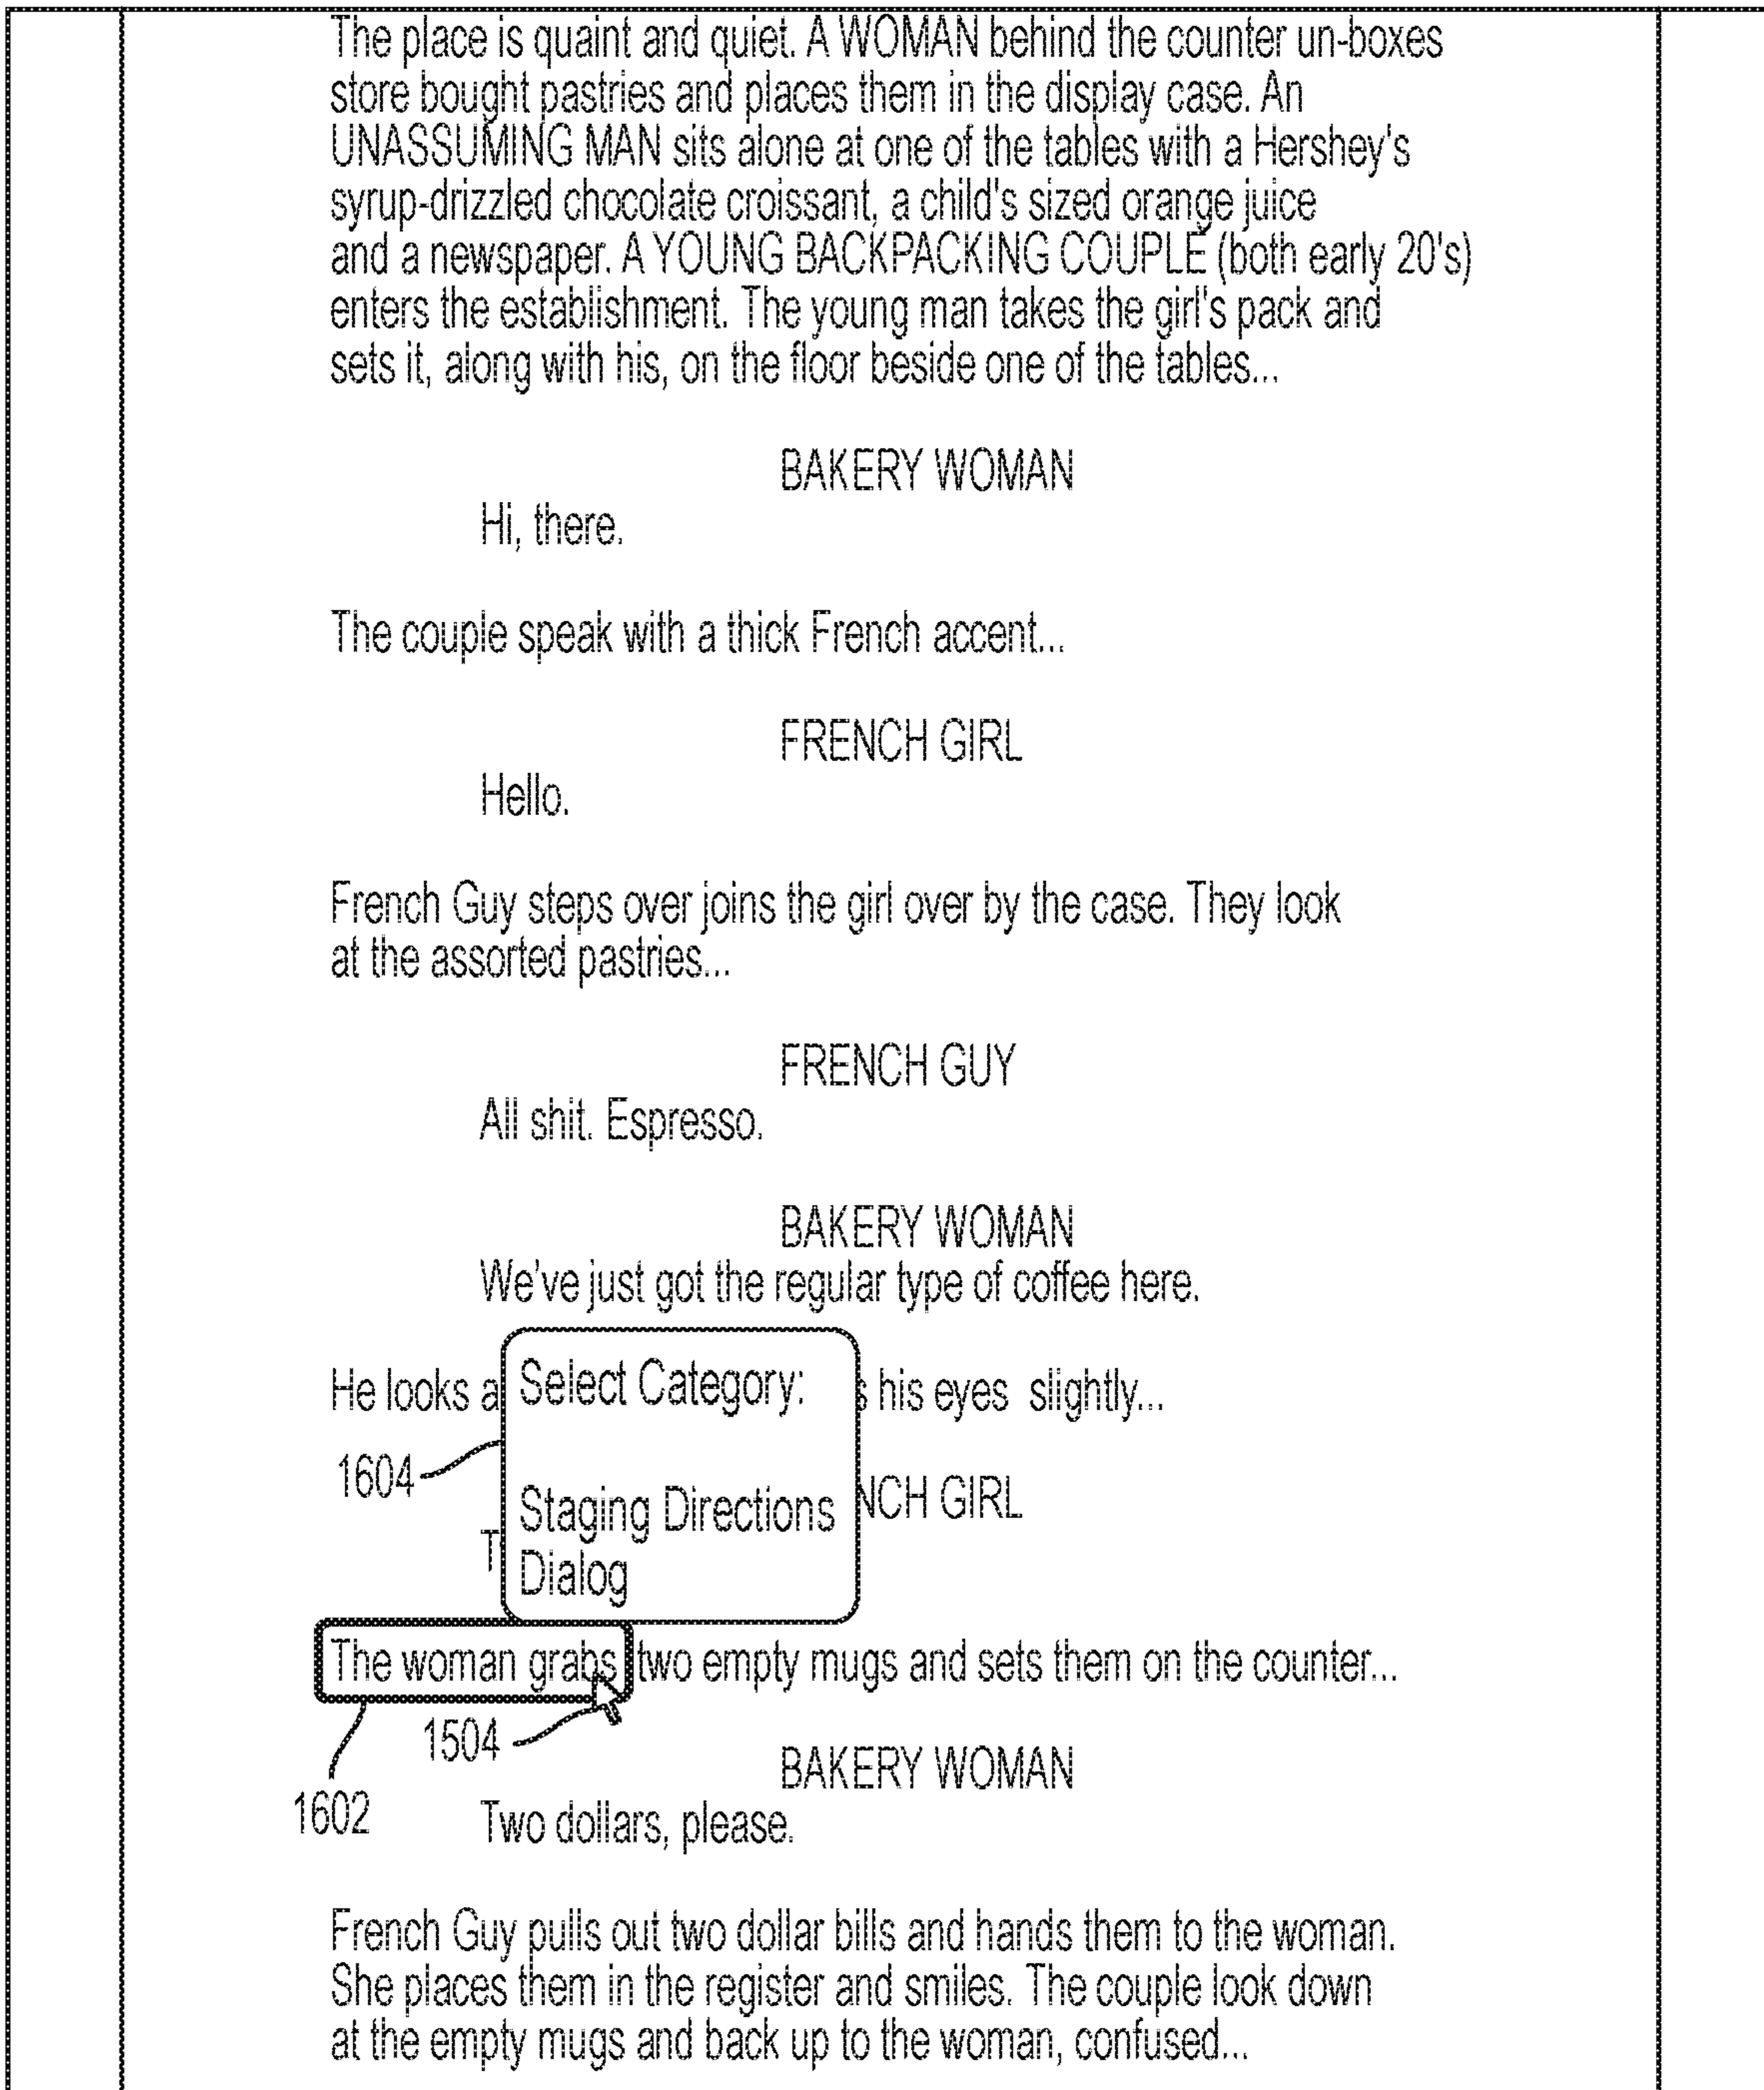 The place is quaint and quiet. A WOMAN behind the counter un-boxes
store bought pastries and places them in the display case. An
UNASSUMING MAN sits alone at one of the tables with a Hershey's
syrup-drizzled chocolate croissant, a child's sized orange juice
and a newspaper. A YOUNG BACKPACKING COUPLE (both early 20's)
enters the establishment. The young man takes the girl's pack and
sets it, along with his, on the floor beside one of the tables...
BAKERY WOMAN
Hi, there.
The couple speak with a thick French accent...
FRENCH GIRL
Hello.
French Guy steps over joins the girl over by the case. They look
at the assorted pastries...
FRENCH GUY
All shit. Espresso.
BAKERY WOMAN
We've just got the regular type of coffee here.
Select Category:
He looks his eyes slightly...
1604
GIRL
Staging Directions
Dialog
The woman grabs two empty mugs and sets them on the counter...
1504
BAKERY WOMAN
1602
Two dollars, please.
French Guy pulls out two dollar bills and hands them to the woman.
She places them in the register and smiles. The couple look down
at the empty mugs and back up to the woman, confused...